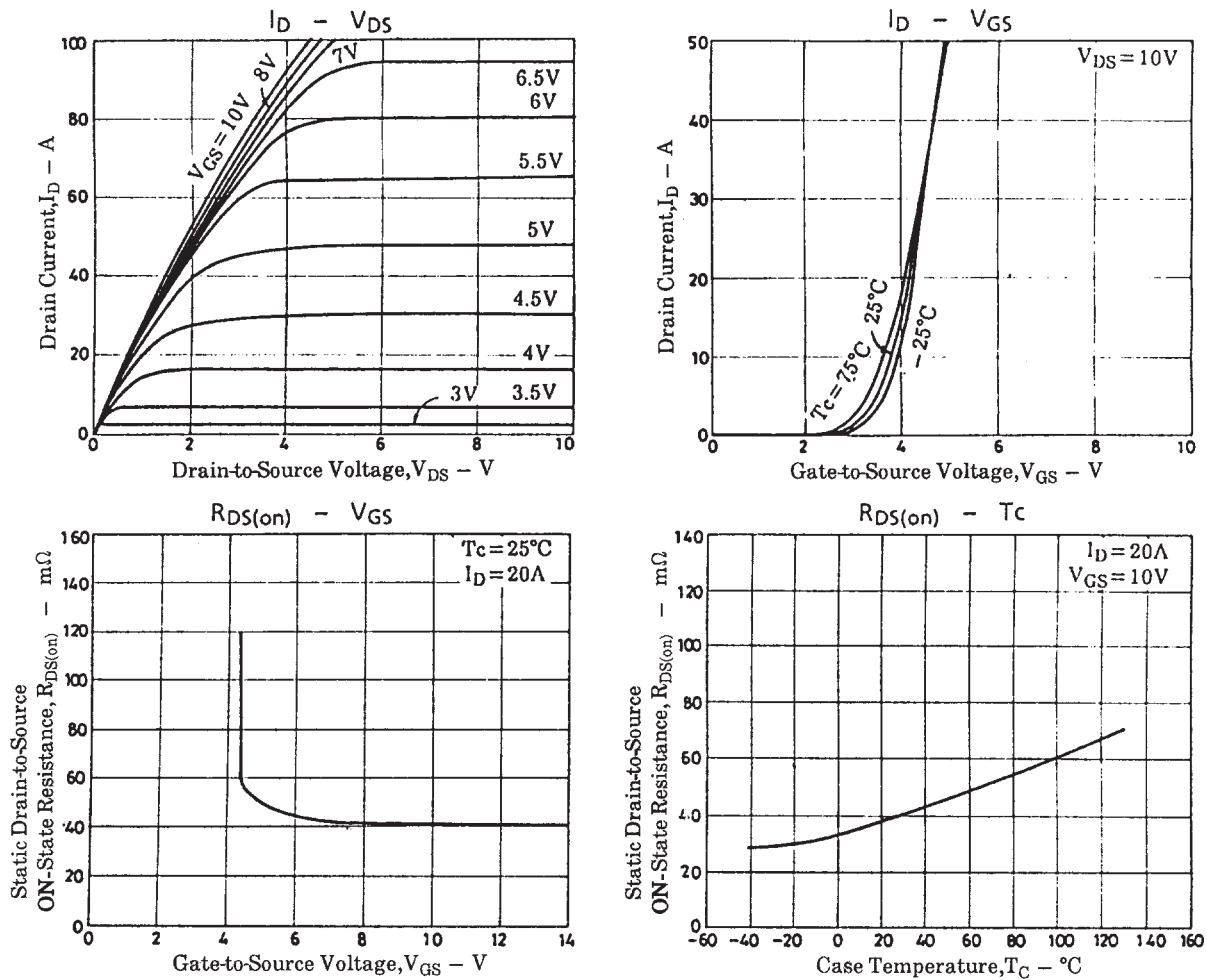 ID - VDS
100
80
60
40
20
0
0 2 4 6 8 10
VGS=10V
8V
7V
6.5V
6V
5.5V
5V
4.5V
4V
3V 3.5V
Drain Current,ID – A
Drain-to-Source Voltage,VDS – V
ID - VGS
VDS=10V
50
40
30
20
10
0
0 2 4 6 8 10
Tc=75°C
25°C
–25°C
Drain Current,ID – A
Gate-to-Source Voltage,VGS – V
RDS(on) - VGS
Tc=25°C
ID=20A
160
140
120
100
80
60
40
20
0
0 2 4 6 8 10 12 14
Static Drain-to-Source
ON-State Resistance, RDS(on) – mΩ
Gate-to-Source Voltage,VGS – V
RDS(on) - Tc
ID=20A
VGS=10V
140
120
100
80
60
40
20
0
-60 -40 -20 0 20 40 60 80 100 120 140 160
Static Drain-to-Source
ON-State Resistance, RDS(on) – mΩ
Case Temperature,TC – °C